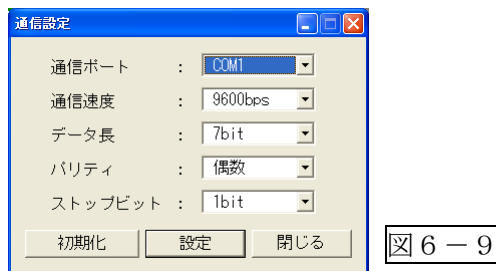 通信設定
通信ポート : COM1
通信速度 : 9600bps
データ長 : 7bit
パリティ : 偶数
ストップビット : 1bit
初期化 設定 閉じる
図6-9